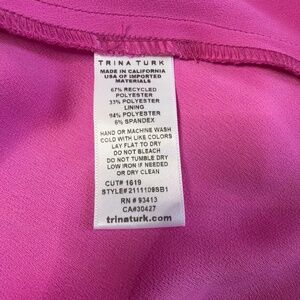 TRINA TURK
MADE IN CALIFORNIA
USA OF IMPORTED
MATERIALS
67% RECYCLED
POLYESTER
33% POLYESTER
LINING
94% POLYESTER
6% SPANDEX
HAND OR MACHINE WASH
COLD WITH LIKE COLORS
LAY FLAT TO DRY
DO NOT BLEACH
DO NOT TUMBLE DRY
LOW IRON IF NEEDED
OR DRY CLEAN
CUT# 1619
STYLE# 2111109SB1
RN # 93413
CA#30427
trinaturk.com